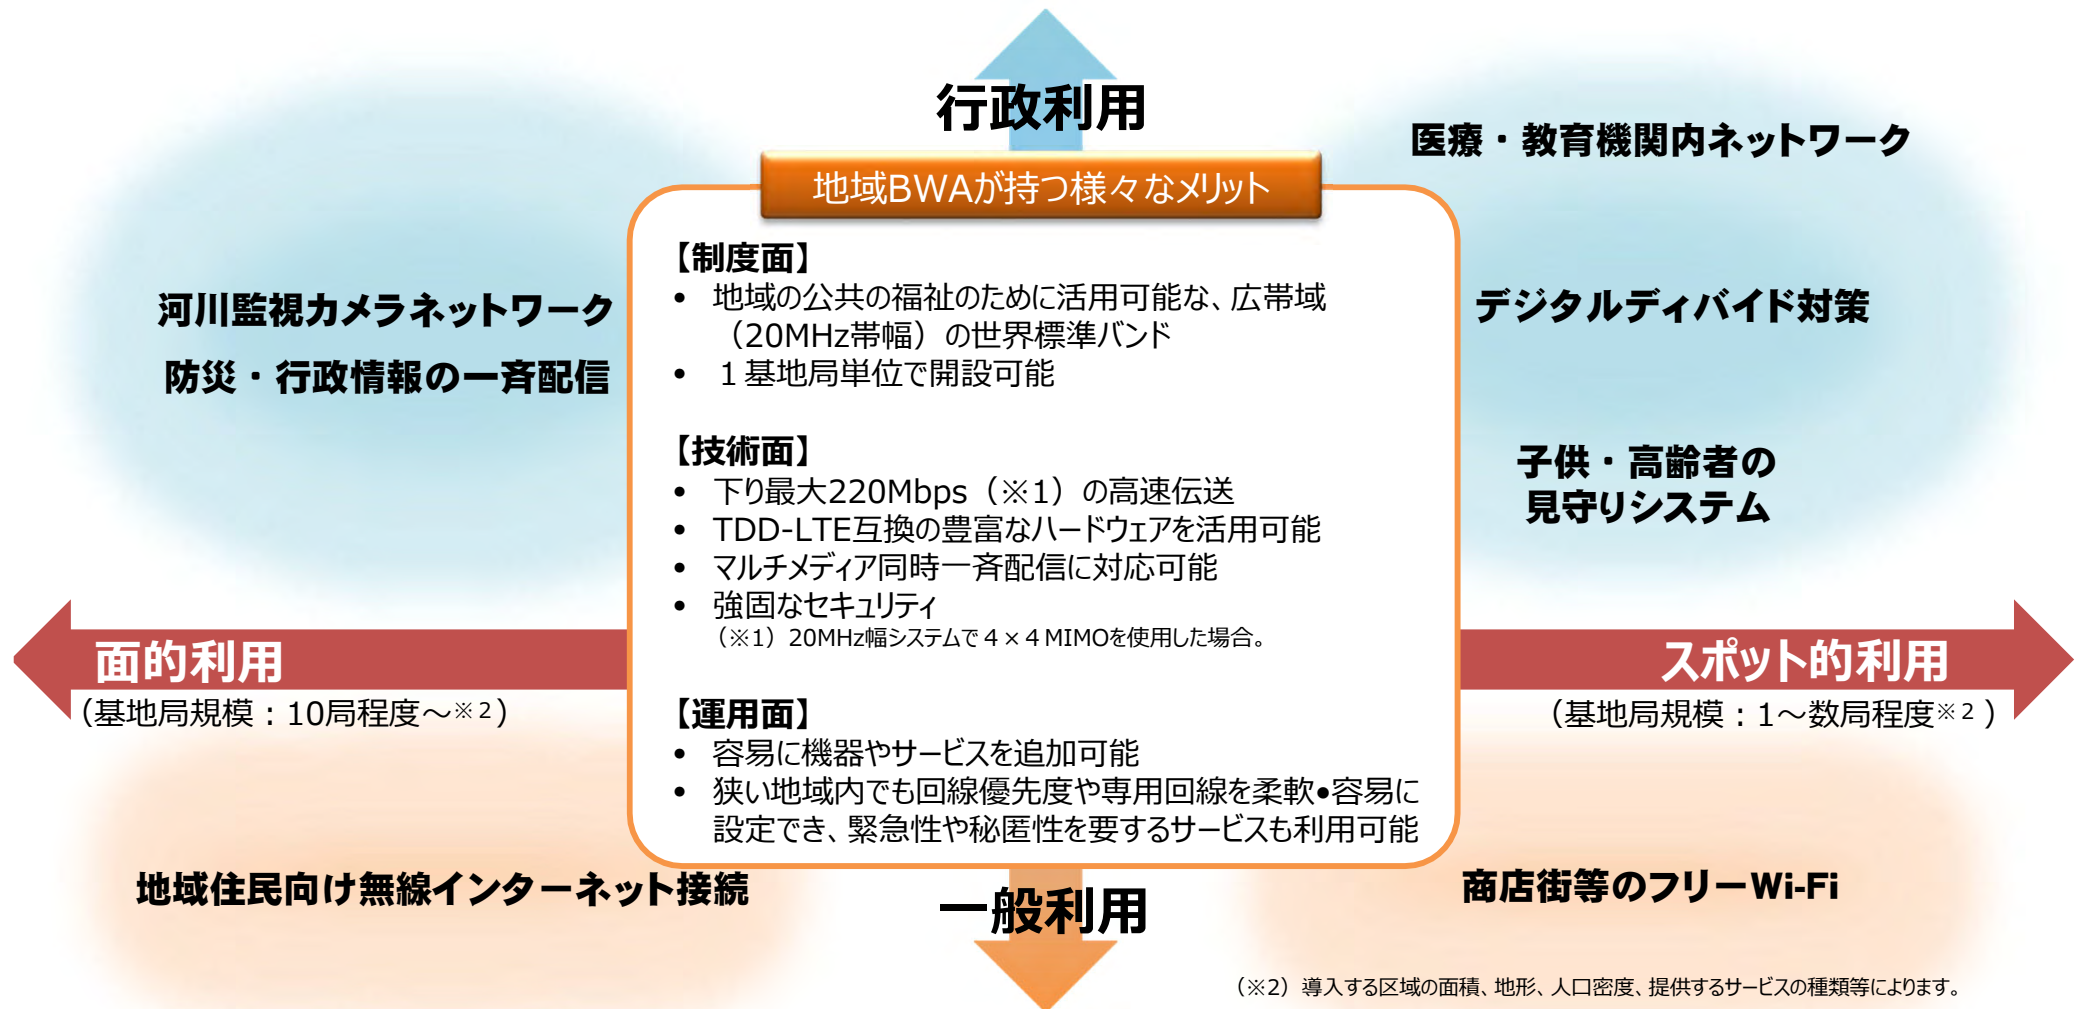 行政利用
医療・教育機関内ネットワーク
地域BWAが持つ様々なメリット
河川監視カメラネットワーク
防災・行政情報の一斉配信
【制度面】
• 地域の公共の福祉のために活用可能な、広帯域
（20MHz帯幅）の世界標準バンド
• １基地局単位で開設可能
【技術面】
• 下り最大220Mbps（※1）の高速伝送
• TDD-LTE互換の豊富なハードウェアを活用可能
• マルチメディア同時一斉配信に対応可能
• 強固なセキュリティ
（※1）20MHz幅システムで４×４MIMOを使用した場合。
【運用面】
• 容易に機器やサービスを追加可能
• 狭い地域内でも回線優先度や専用回線を柔軟•容易に
設定でき、緊急性や秘匿性を要するサービスも利用可能
デジタルディバイド対策
子供・高齢者の
見守りシステム
面的利用
（基地局規模：10局程度～※２）
スポット的利用
（基地局規模：1～数局程度※２）
地域住民向け無線インターネット接続
一般利用
商店街等のフリーWi-Fi
（※2）導入する区域の面積、地形、人口密度、提供するサービスの種類等によります。